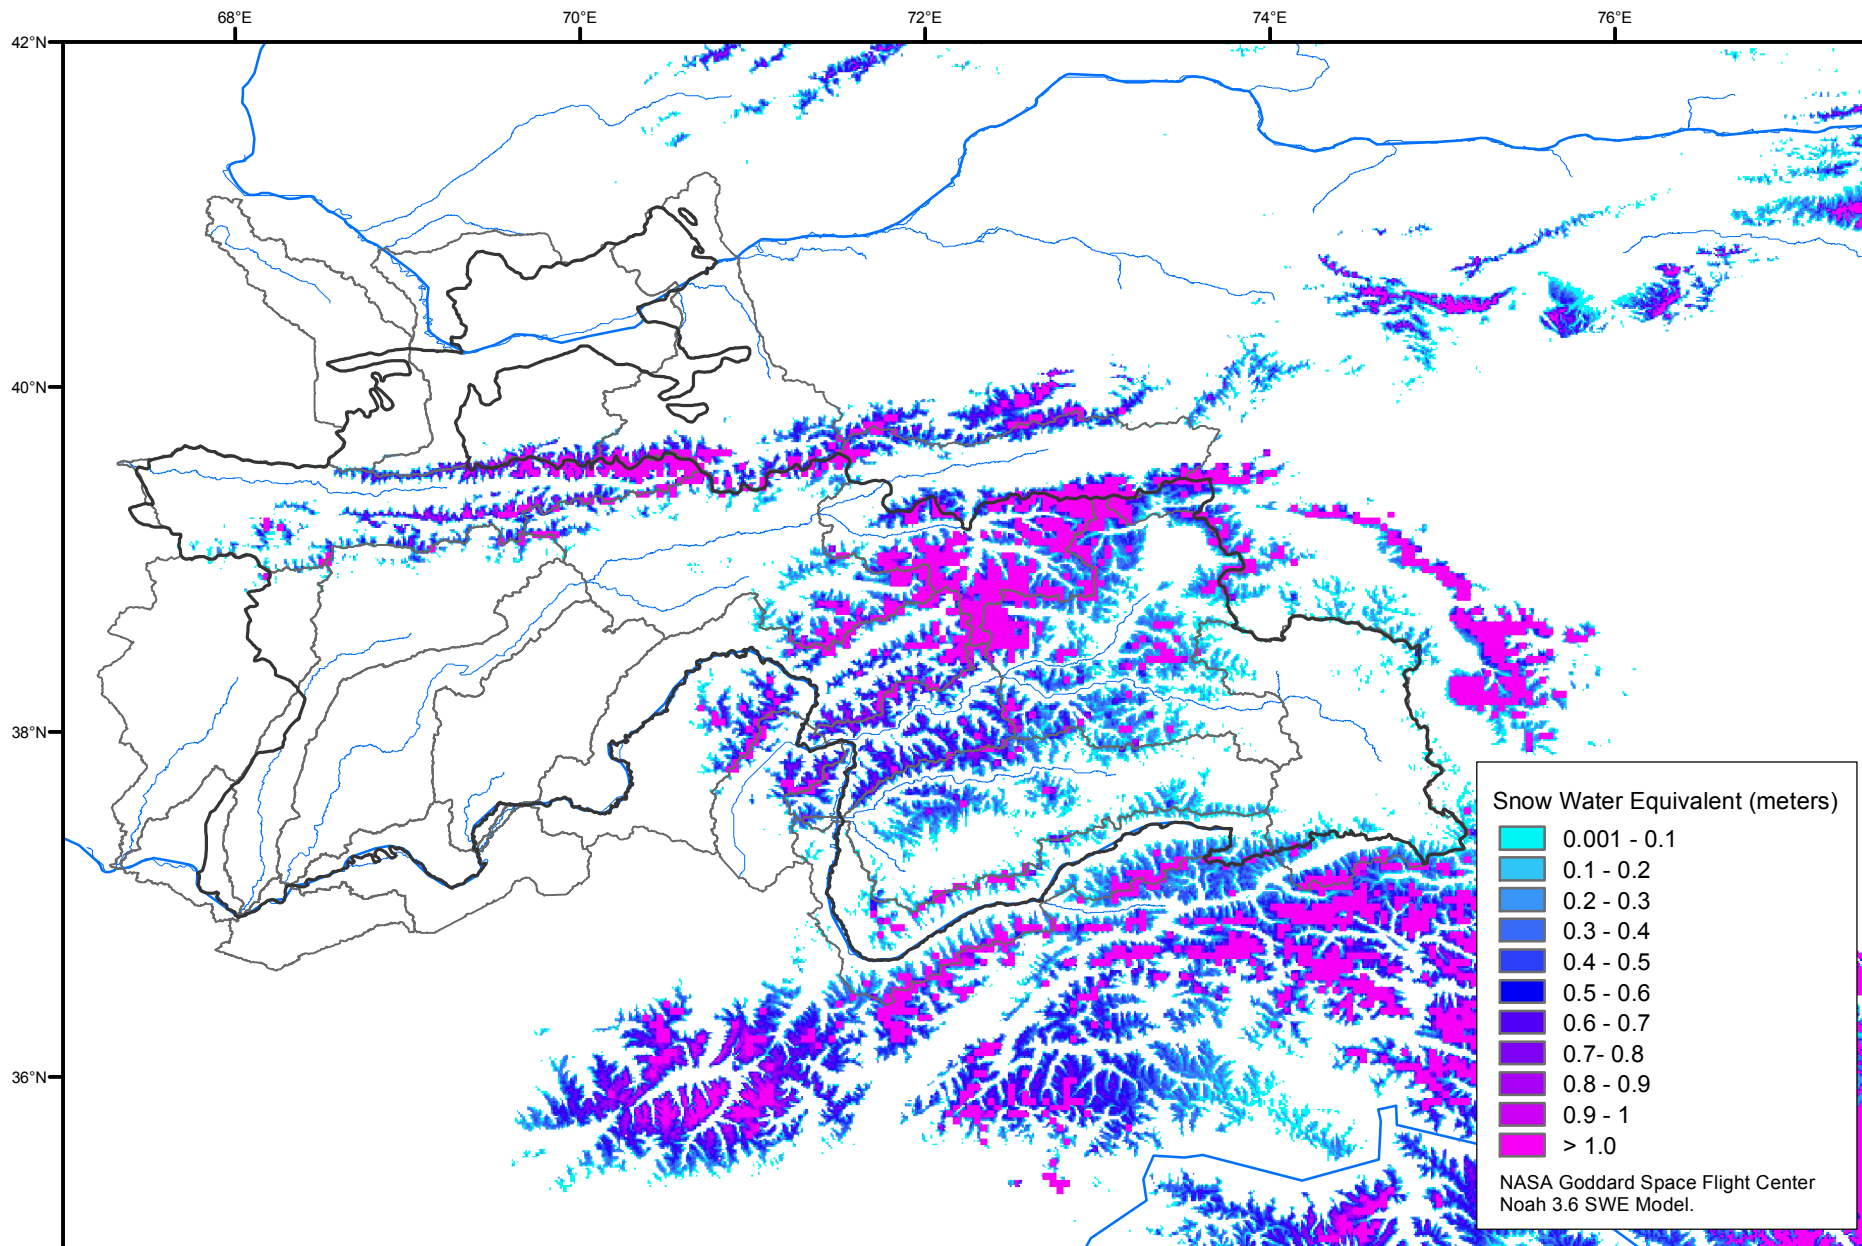 68°E
70°E
72°E
74°E
76°E
42°N
40°N
38°N
36°N
Snow Water Equivalent (meters)
0.001 - 0.1
0.1 - 0.2
0.2 - 0.3
0.3 - 0.4
0.4 - 0.5
0.5 - 0.6
0.6 - 0.7
0.7- 0.8
0.8 - 0.9
0.9 - 1
> 1.0
NASA Goddard Space Flight Center
Noah 3.6 SWE Model.